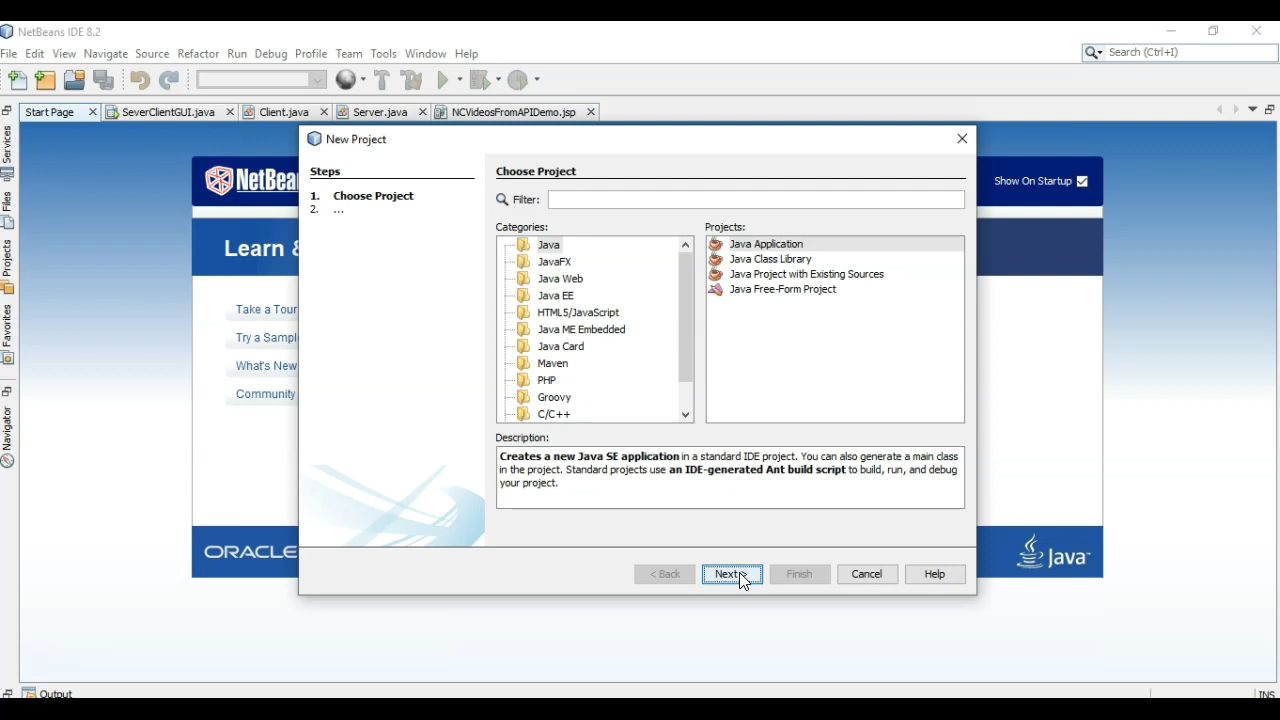 NetBeans IDE 8.2
File Edit View Navigate Source Refactor Run Debug Profile Team Tools Window Help
Search (Ctrl+I)
Start Page SeverClientGUI.java Client.java Server.java NCVideosFromAPIDemo.jsp
Services
Files
Projects
Favorites
Navigator
New Project
Steps
1. Choose Project
2. ...
Choose Project
Filter:
Categories:
Java
JavaFX
Java Web
Java EE
HTML5/JavaScript
Java ME Embedded
Java Card
Maven
PHP
Groovy
C/C++
Projects:
Java Application
Java Class Library
Java Project with Existing Sources
Java Free-Form Project
Description:
Creates a new Java SE application in a standard IDE project. You can also generate a main class
in the project. Standard projects use an IDE-generated Ant build script to build, run, and debug
your project.
< Back Next > Finish Cancel Help
NetBea
Show On Startup
Learn &
Take a Tour
Try a Sampl
What's New
Community
ORACLE
Java
Output
INS